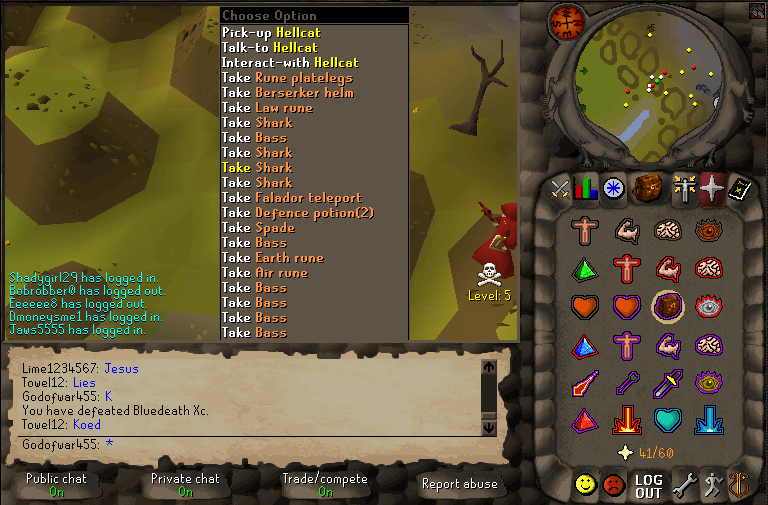 Choose Option
Pick-up Hellcat
Talk-to Hellcat
Interact-with Hellcat
Take Rune platelegs
Take Berserker helm
Take Law rune
Take Shark
Take Bass
Take Shark
Take Shark
Take Shark
Take Falador teleport
Take Defence potion(2)
Take Spade
Take Bass
Take Earth rune
Take Air rune
Take Bass
Take Bass
Take Bass
Take Bass
Shadygirl29 has logged in.
Bobrobber0 has logged out.
Eeeeee8 has logged out.
Dmoneysme1 has logged in.
Jaws5555 has logged in.
Level: 5
Lime1234567: Jesus
Towel12: Lies
Godofwar455: K
You have defeated Bluedeath Xc.
Towel12: Koed
Godofwar455: *
Public chat
On
Private chat
On
Trade/compete
On
Report abuse
41/60
LOG
OUT